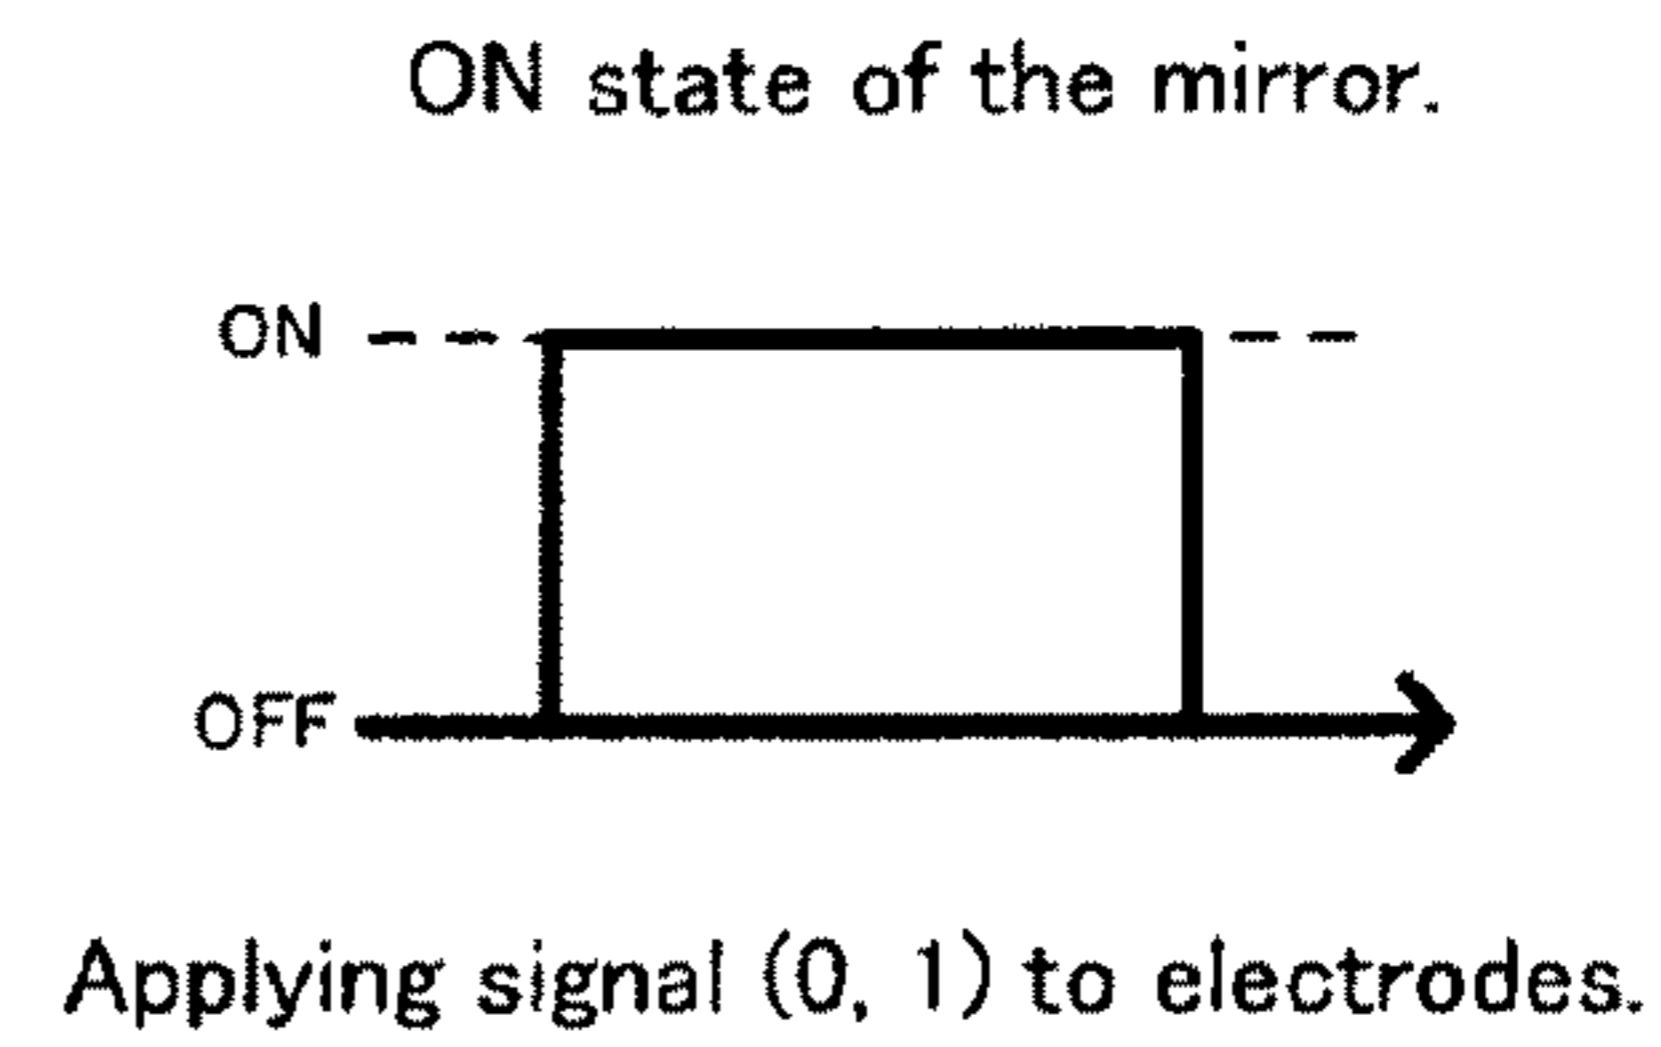 ON state of the mirror.
ON
OFF
Applying signal (0, 1) to electrodes.